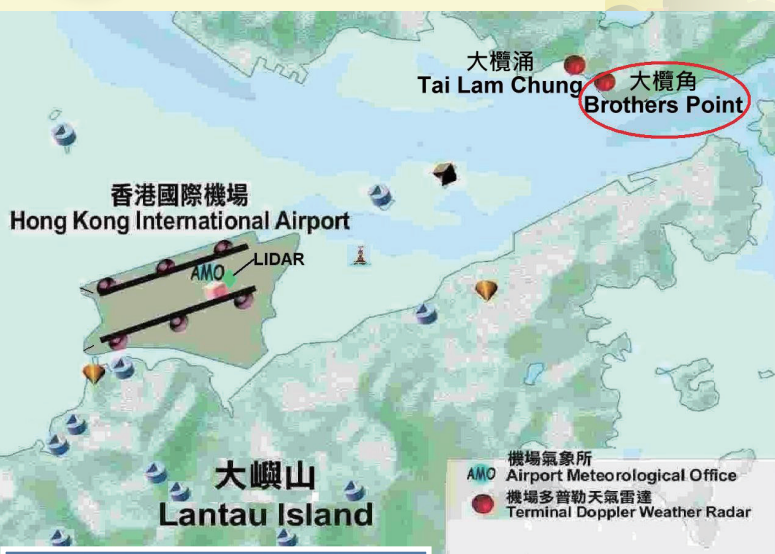 大欖涌
Tai Lam Chung
大欖角
Brothers Point
香港國際機場
Hong Kong International Airport
AMO
LIDAR
大嶼山
Lantau Island
機場氣象所
AMO Airport Meteorological Office
機場多普勒天氣雷達
Terminal Doppler Weather Radar